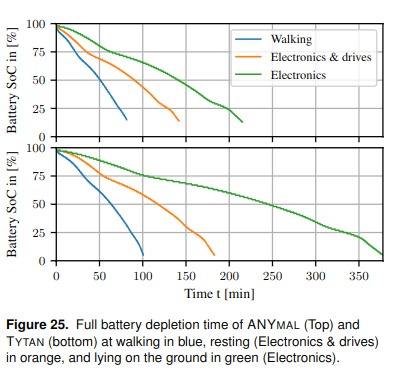 100
75
50
25
0
Battery SoC in [%]
Walking
Electronics & drives
Electronics
100
75
50
25
0
Battery SoC in [%]
0 50 100 150 200 250 300 350
Time t [min]
Figure 25. Full battery depletion time of ANYMAL (Top) and
TYTAN (bottom) at walking in blue, resting (Electronics & drives)
in orange, and lying on the ground in green (Electronics).